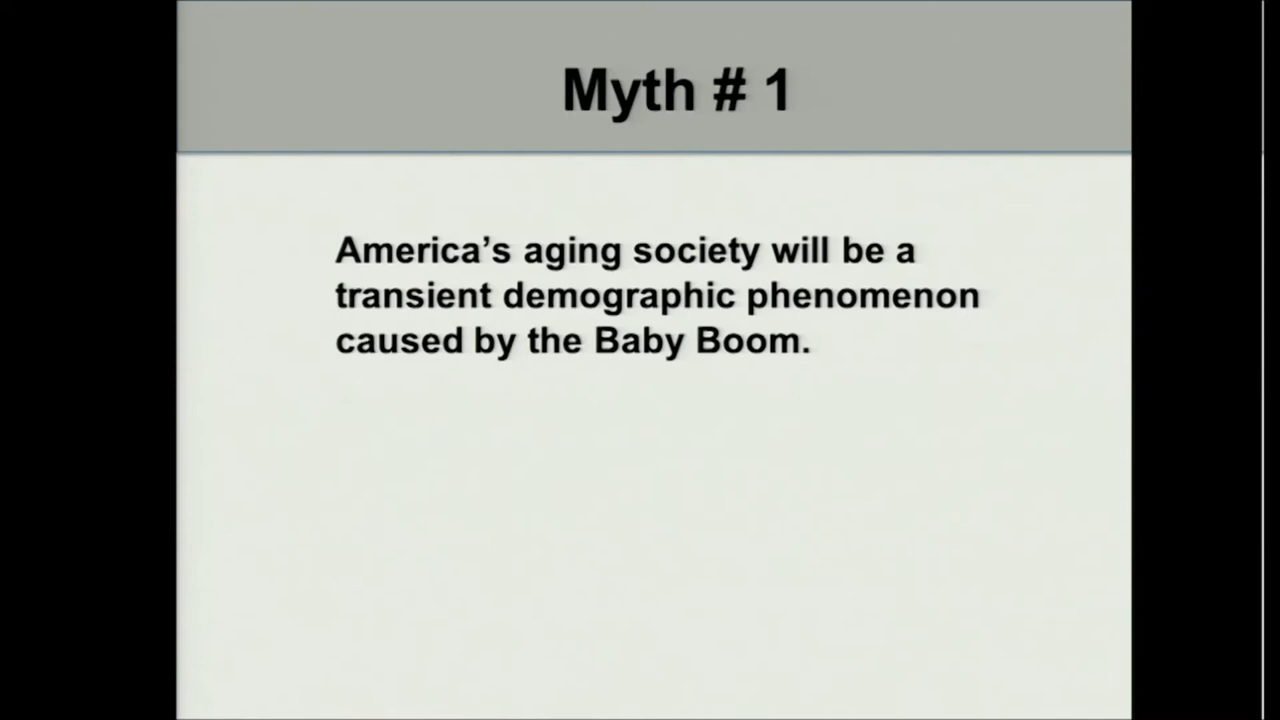 Myth # 1
America’s aging society will be a
transient demographic phenomenon
caused by the Baby Boom.